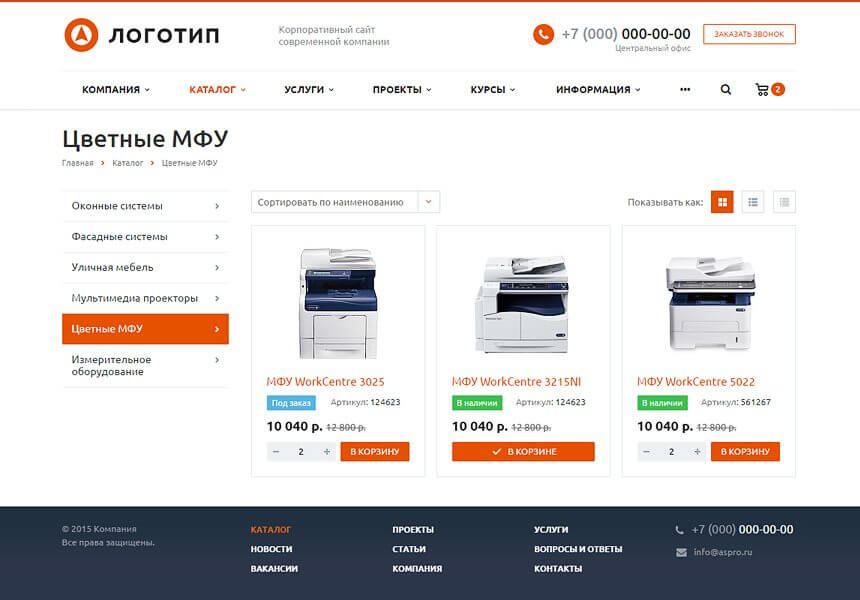 ЛОГОТИП
Корпоративный сайт
современной компании
+7 (000) 000-00-00
Центральный офис
ЗАКАЗАТЬ ЗВОНОК
КОМПАНИЯ
КАТАЛОГ
УСЛУГИ
ПРОЕКТЫ
КУРСЫ
ИНФОРМАЦИЯ
2
Цветные МФУ
Главная
Каталог
Цветные МФУ
Оконные системы
Фасадные системы
Уличная мебель
Мультимедиа проекторы
Цветные МФУ
Измерительное
оборудование
Сортировать по наименованию
Показывать как:
МФУ WorkCentre 3025
Под заказ
Артикул: 124623
10 040 р. 12 800 р.
− 2 +
В КОРЗИНУ
МФУ WorkCentre 3215NI
В наличии
Артикул: 124623
10 040 р. 12 800 р.
В КОРЗИНЕ
МФУ WorkCentre 5022
В наличии
Артикул: 561267
10 040 р. 12 800 р.
− 2 +
В КОРЗИНУ
© 2015 Компания
Все права защищены.
КАТАЛОГ
НОВОСТИ
ВАКАНСИИ
ПРОЕКТЫ
СТАТЬИ
КОМПАНИЯ
УСЛУГИ
ВОПРОСЫ И ОТВЕТЫ
КОНТАКТЫ
+7 (000) 000-00-00
info@aspro.ru